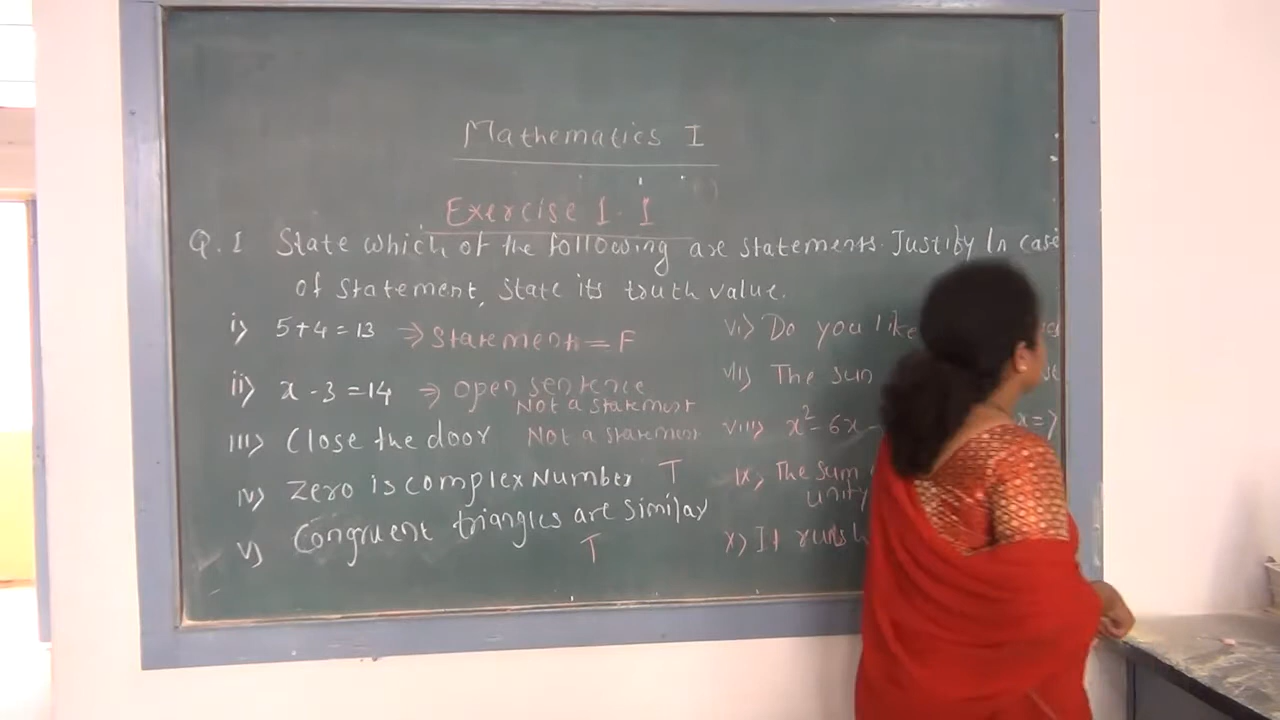 Mathematics I
Exercise 1.1
Q.1 State which of the following are statements. Justify In case
of statement, state its truth value.
i) 5+4=13 ⇒ Statement = F
ii) x-3=14 ⇒ Open sentence
Not a statement
iii) Close the door Not a statement
iv) Zero is complex Number T
v) Congruent triangles are similar
T
vi) Do you like
vii) The sun
viii) x²-6x- x=7
ix) The sum
unity
x) It